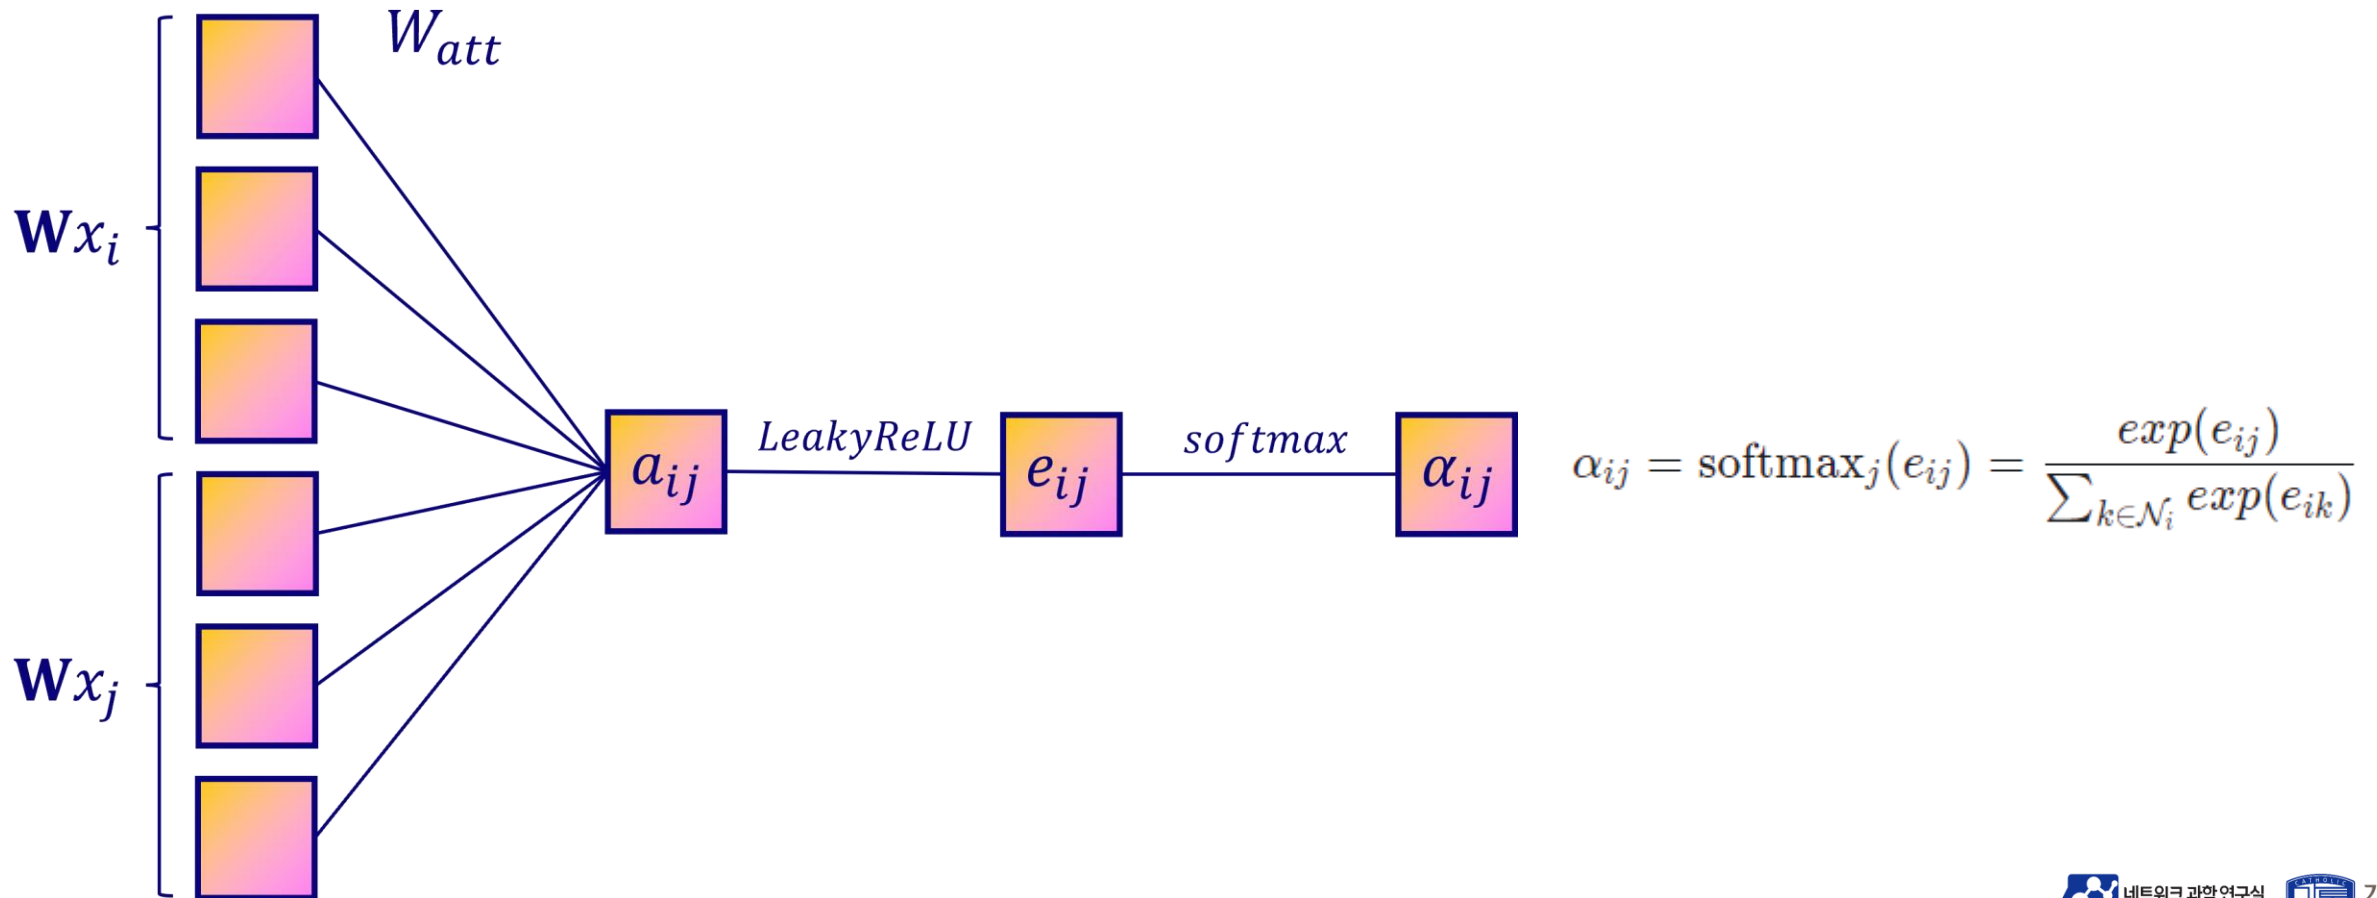 W_att
Wx_i
Wx_j
a_ij
LeakyReLU
e_ij
softmax
α_ij
α_ij = softmax_j(e_ij) = exp(e_ij) / ∑_{k∈𝒩_i} exp(e_ik)
네트워크 과학 연구실
CATHOLIC